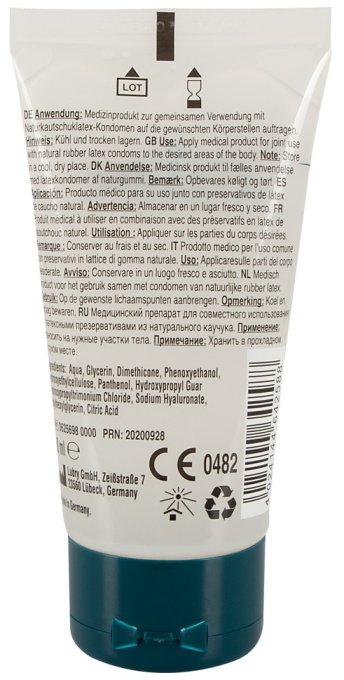 LOT
DE Anwendung: Medizinprodukt zur gemeinsamen Verwendung mit
Naturkautschuklatex-Kondomen auf die gewünschten Körperstellen auftragen.
Hinweis: Kühl und trocken lagern. GB Use: Apply medical product for joint use
with natural rubber latex condoms to the desired areas of the body. Note: Store
in a cool, dry place. DK Anvendelse: Medicinsk produkt til fælles anvendelse
med latexkondomer af naturgummi. Bemærk: Opbevares køligt og tørt. ES
Aplicación: Producto médico para su uso junto con preservativos de látex
caucho natural. Advertencia: Almacenar en un lugar fresco y seco. FR
Produit médical à utiliser en combinaison avec des préservatifs en latex de
caoutchouc naturel. Utilisation : Appliquer sur les parties du corps désirées.
Remarque : Conserver au frais et au sec. IT Prodotto medico per l'uso comune
preservativi in lattice di gomma naturale. Uso: Applicaresulle parti del corpo
desiderate. Avviso: Conservare in un luogo fresco e asciutto. NL Medisch
product voor het gebruik samen met condomen van natuurlijke rubber latex
Gebruik: Op de gewenste lichaamspunten aanbrengen. Opmerking: Koel en
droog bewaren. RU Медицинский препарат для совместного использования
латексными презервативами из натурального каучука. Применение:
наносить на нужные участки тела. Примечание: Хранить в прохладном
сухом месте.
Ingredients: Aqua, Glycerin, Dimethicone, Phenoxyethanol,
Hydroxyethylcellulose, Panthenol, Hydroxypropyl Guar
Hydroxypropyltrimonium Chloride, Sodium Hyaluronate,
Ethylhexylglycerin, Citric Acid
0625698 0000 PRN: 20200928
ml ℮
CE 0482
Lubry GmbH, Zeißstraße 7
23560 Lübeck, Germany
in Germany.
4 024144 642588